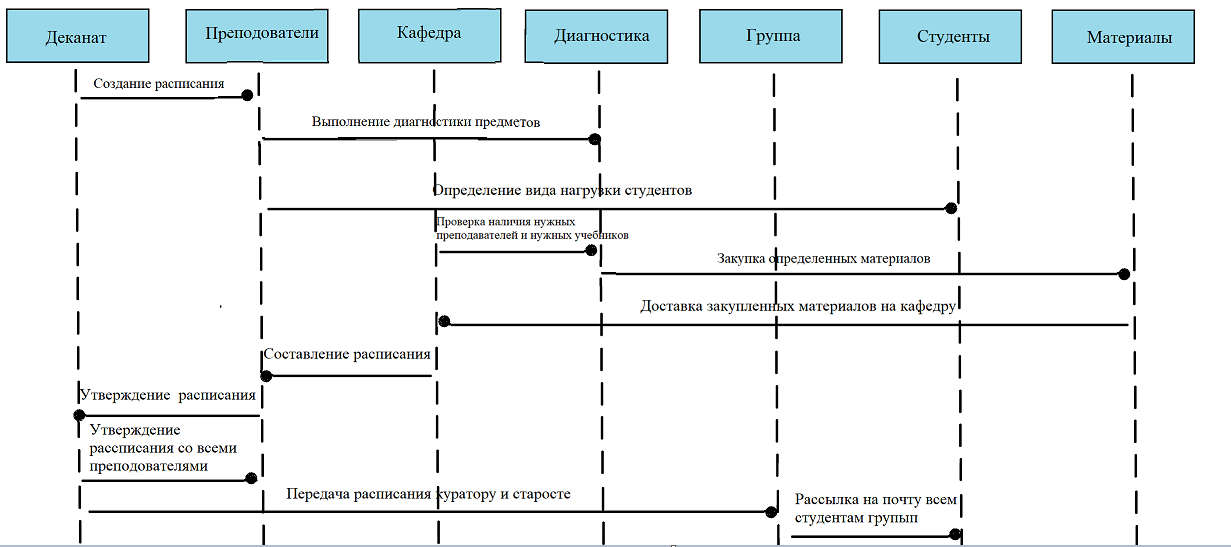 Деканат
Преподователи
Кафедра
Диагностика
Группа
Студенты
Материалы
Создание расписания
Выполнение диагностики предметов
Определение вида нагрузки студентов
Проверка наличия нужных
преподавателей и нужных учебников
Закупка определенных материалов
Доставка закупленных материалов на кафедру
Составление расписания
Утверждение расписания
Утверждение
рассписания со всеми
преподователями
Передача расписания куратору и старосте
Рассылка на почту всем
студентам групып